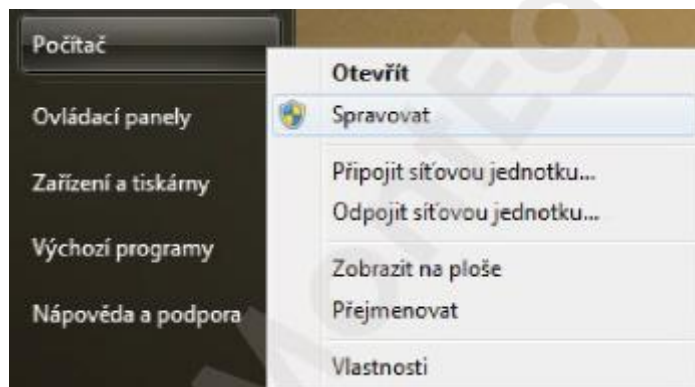 Počítač
Ovládací panely
Zařízení a tiskárny
Výchozí programy
Nápověda a podpora
Otevřít
Spravovat
Připojit síťovou jednotku...
Odpojit síťovou jednotku...
Zobrazit na ploše
Přejmenovat
Vlastnosti